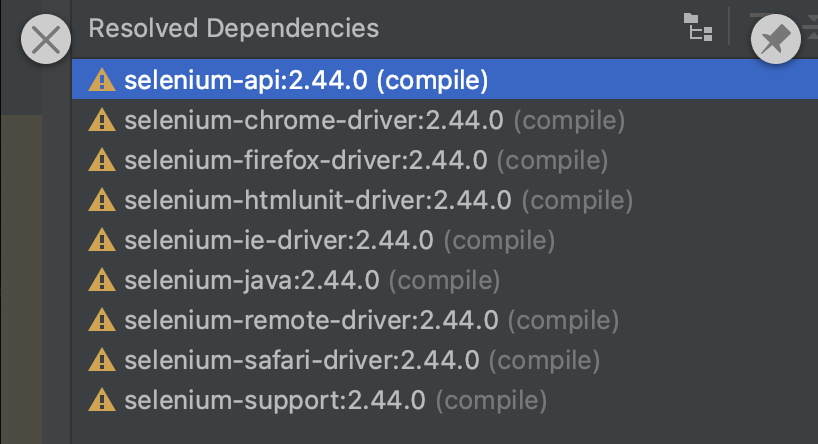 Resolved Dependencies
selenium-api:2.44.0 (compile)
selenium-chrome-driver:2.44.0 (compile)
selenium-firefox-driver:2.44.0 (compile)
selenium-htmlunit-driver:2.44.0 (compile)
selenium-ie-driver:2.44.0 (compile)
selenium-java:2.44.0 (compile)
selenium-remote-driver:2.44.0 (compile)
selenium-safari-driver:2.44.0 (compile)
selenium-support:2.44.0 (compile)